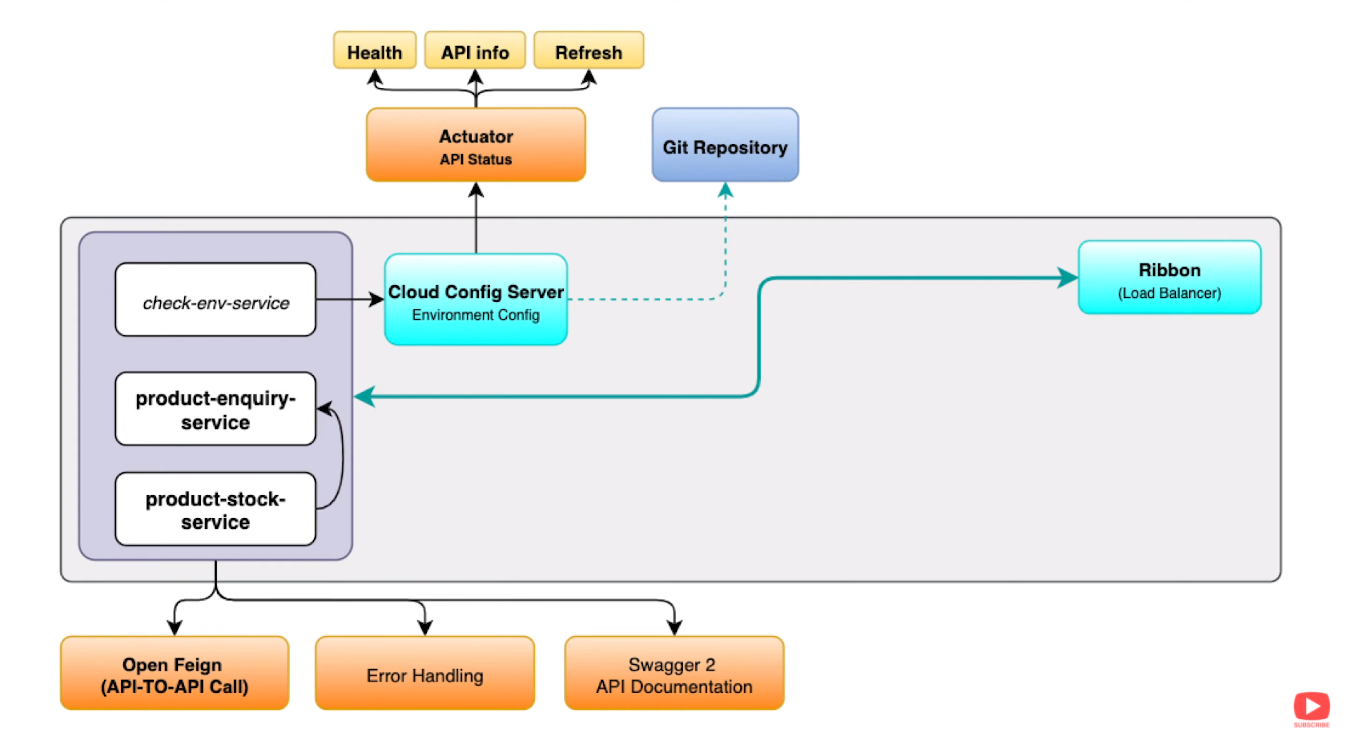 Health
API info
Refresh
Actuator
API Status
Git Repository
check-env-service
Cloud Config Server
Environment Config
Ribbon
(Load Balancer)
product-enquiry-
service
product-stock-
service
Open Feign
(API-TO-API Call)
Error Handling
Swagger 2
API Documentation
SUBSCRIBE